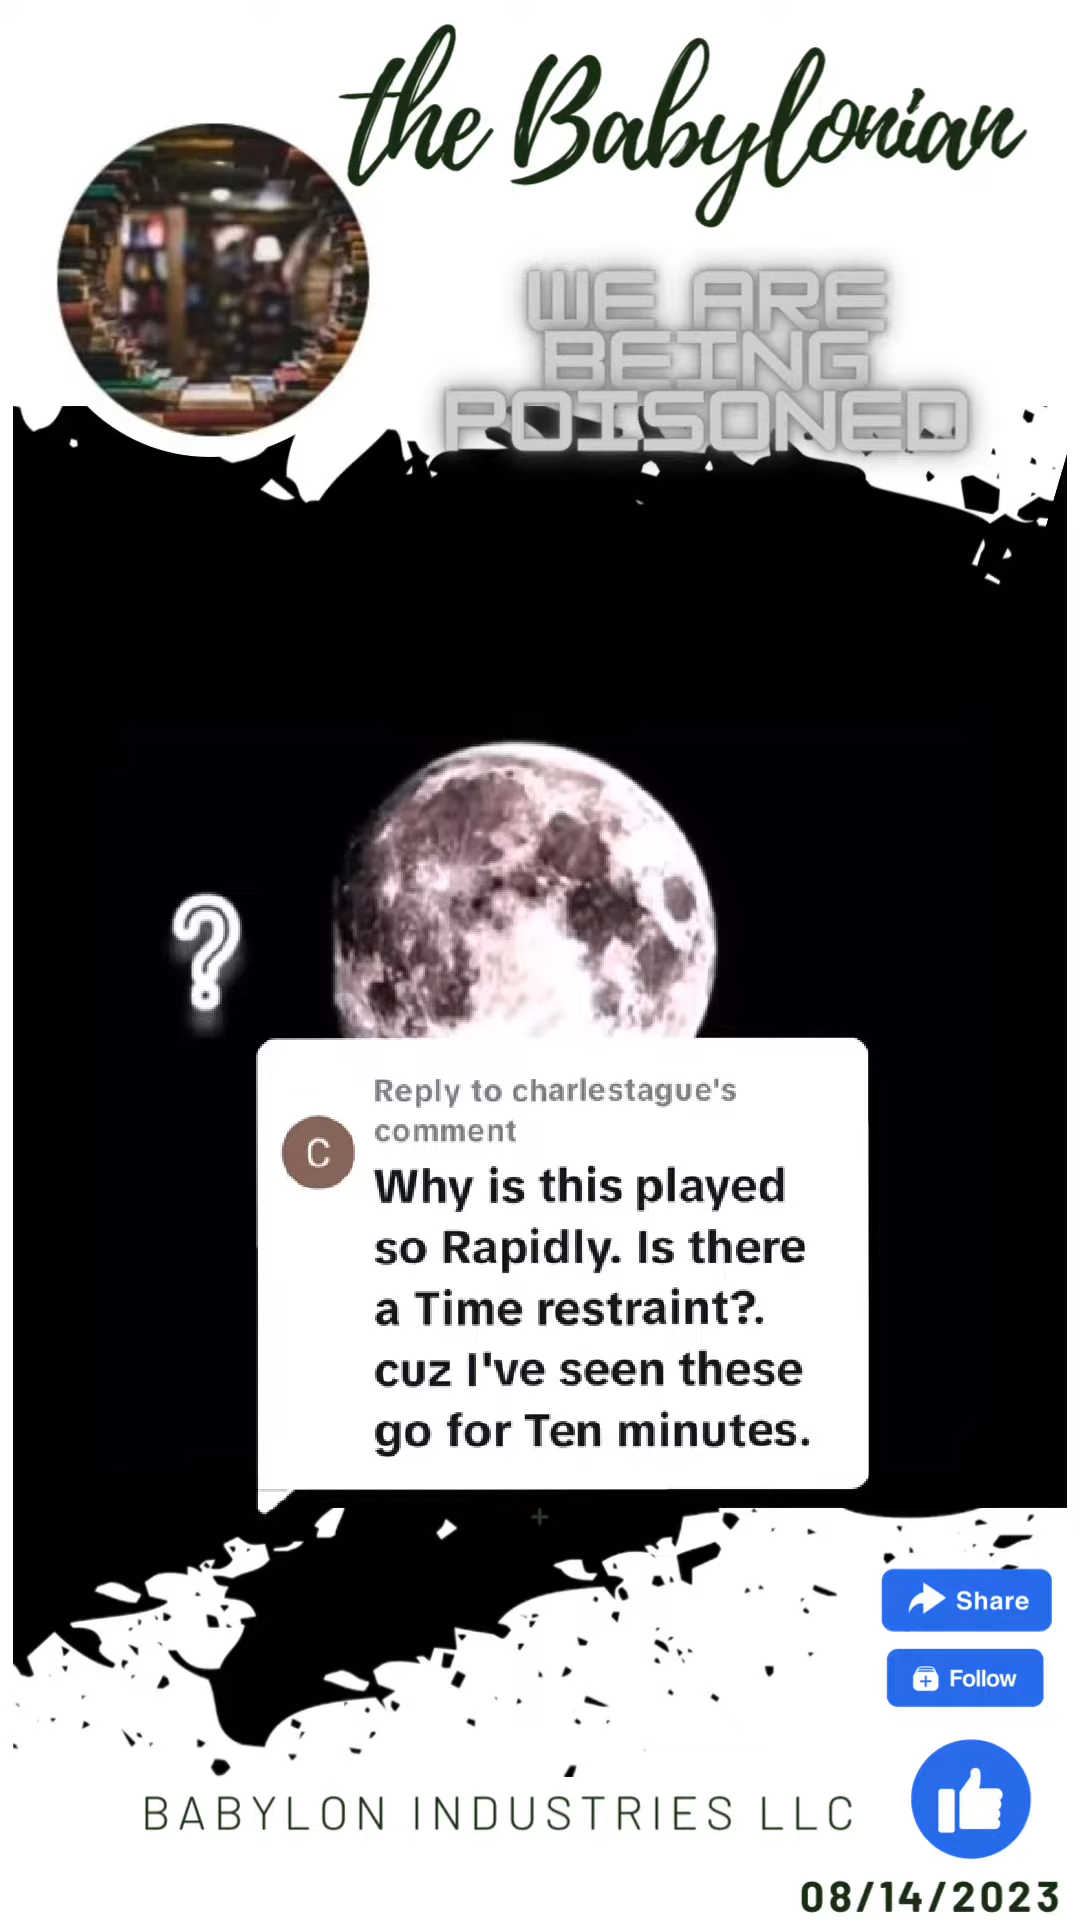 the Babylonian
WE ARE
BEING
POISONED
?
Reply to charlestague's
comment
C
Why is this played
so Rapidly. Is there
a Time restraint?.
cuz I've seen these
go for Ten minutes.
Share
Follow
BABYLON INDUSTRIES LLC
08/14/2023